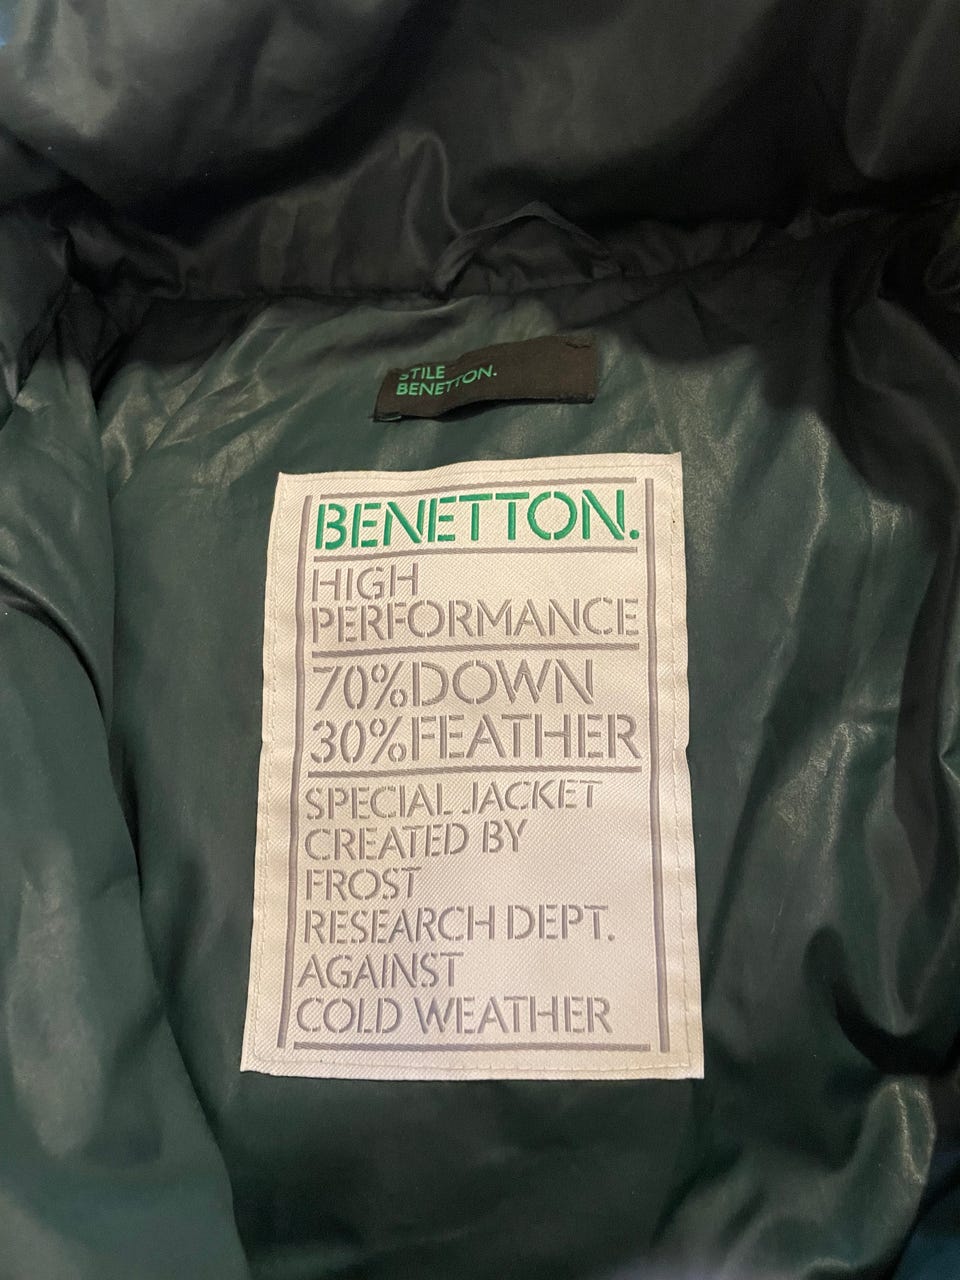 STILE
BENETTON.
BENETTON.
HIGH
PERFORMANCE
70%DOWN
30%FEATHER
SPECIAL JACKET
CREATED BY
FROST
RESEARCH DEPT.
AGAINST
COLD WEATHER